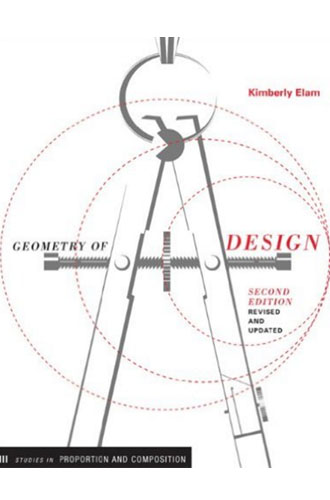 Kimberly Elam
GEOMETRY OF DESIGN
SECOND
EDITION
REVISED
AND
UPDATED
STUDIES IN PROPORTION AND COMPOSITION